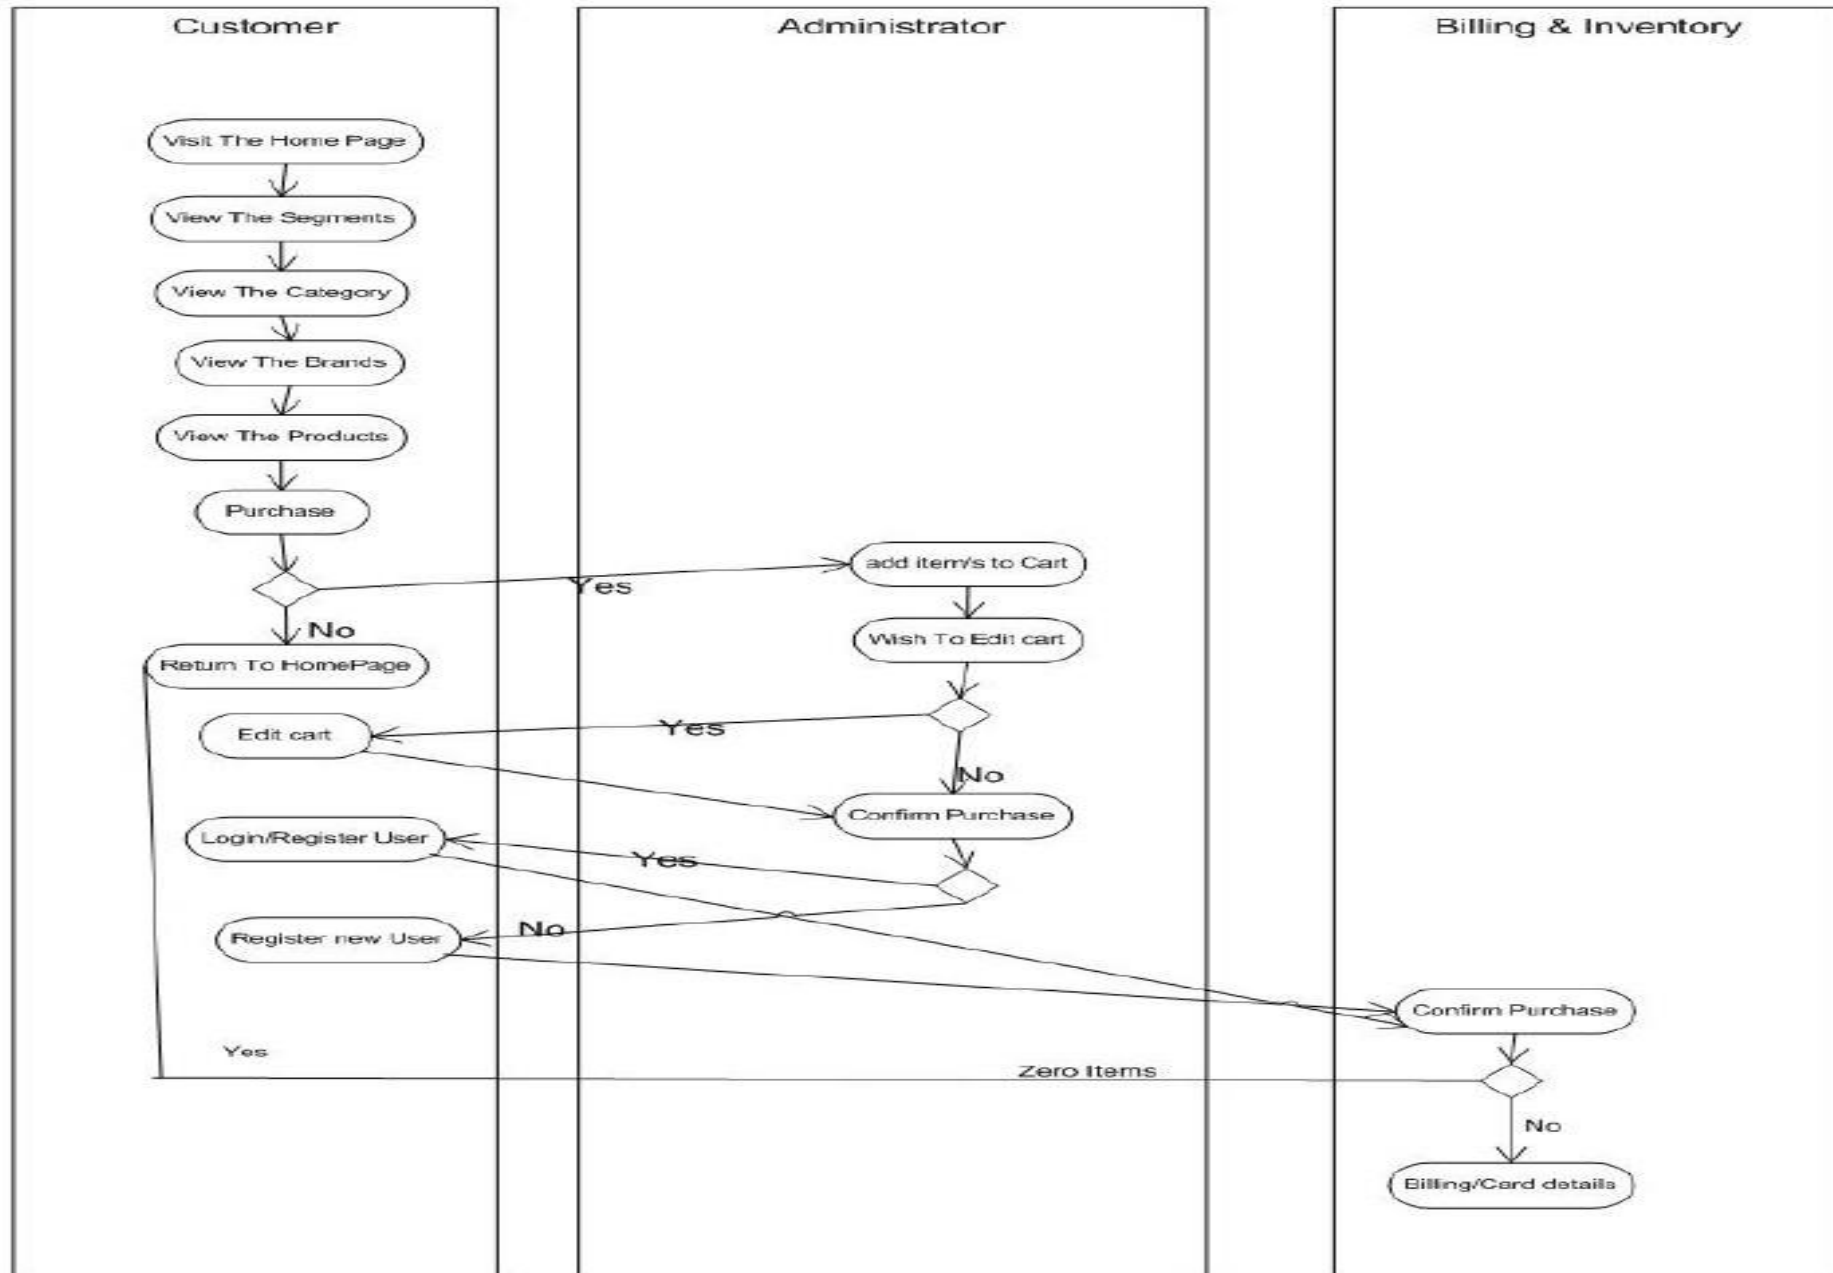 Customer
Administrator
Billing & Inventory
Visit The Home Page
View The Segments
View The Category
View The Brands
View The Products
Purchase
add item/s to Cart
Yes
No
Wish To Edit cart
Return To HomePage
Edit cart
Yes
No
Confirm Purchase
Login/Register User
Yes
No
Register new User
Confirm Purchase
Yes
Zero Items
No
Billing/Card details